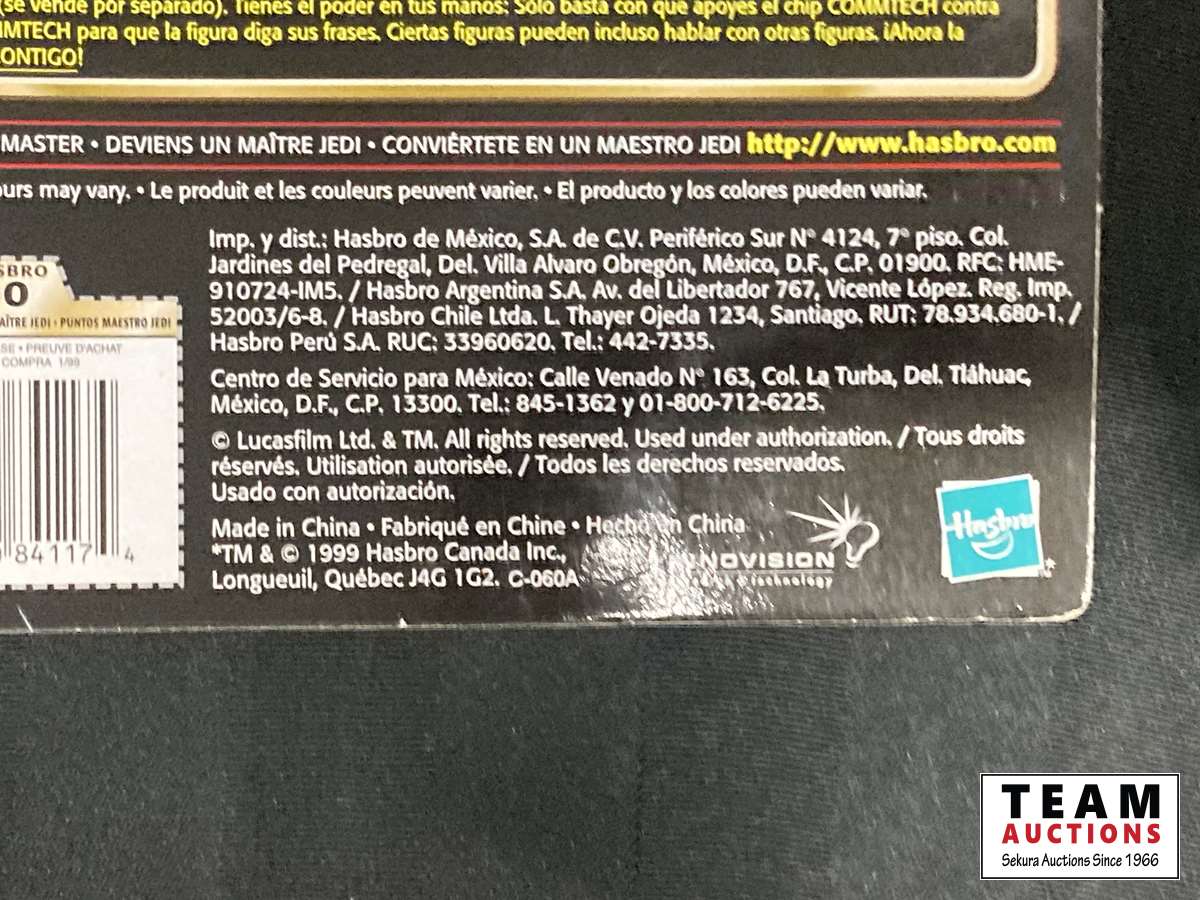 (se vende por separado). Tienes el poder en tus manos: Sólo basta con que apoyes el chip COMMTECH contra
MMTECH para que la figura diga sus frases. Ciertas figuras pueden incluso hablar con otras figuras. ¡Ahora la
ONTIGO!
MASTER • DEVIENS UN MAÎTRE JEDI • CONVIÉRTETE EN UN MAESTRO JEDI http://www.hasbro.com
ours may vary. • Le produit et les couleurs peuvent varier. • El producto y los colores pueden variar.
Imp. y dist.: Hasbro de México, S.A. de C.V. Periférico Sur N° 4124, 7° piso. Col.
Jardines del Pedregal, Del. Villa Alvaro Obregón, México, D.F., C.P. 01900. RFC: HME-
910724-IM5. / Hasbro Argentina S.A. Av. del Libertador 767, Vicente López. Reg. Imp.
52003/6-8. / Hasbro Chile Ltda. L. Thayer Ojeda 1234, Santiago. RUT: 78.934.680-1. /
Hasbro Perú S.A. RUC: 33960620. Tel.: 442-7335.
Centro de Servicio para México: Calle Venado N° 163, Col. La Turba, Del. Tláhuac,
México, D.F., C.P. 13300. Tel.: 845-1362 y 01-800-712-6225.
© Lucasfilm Ltd. & TM. All rights reserved. Used under authorization. / Tous droits
réservés. Utilisation autorisée. / Todos les derechos reservados.
Usado con autorización.
Made in China • Fabriqué en Chine • Hecho en China
*TM & © 1999 Hasbro Canada Inc.,
Longueuil, Québec J4G 1G2. C-060A
SBRO
0
AÎTRE JEDI • PUNTOS MAESTRO JEDI
SE • PREUVE D'ACHAT
COMPRA 1/99
84117 4
NOVISION
technology
Hasbro
TEAM
AUCTIONS
Sekura Auctions Since 1966